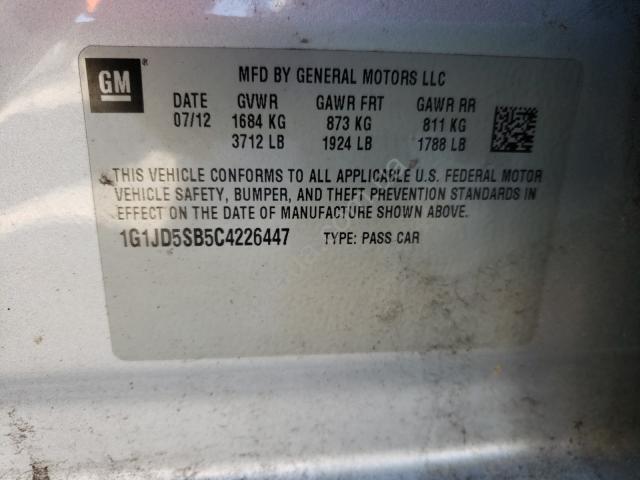 GM®
MFD BY GENERAL MOTORS LLC
DATE GVWR GAWR FRT GAWR RR
07/12 1684 KG 873 KG 811 KG
3712 LB 1924 LB 1788 LB
THIS VEHICLE CONFORMS TO ALL APPLICABLE U.S. FEDERAL MOTOR
VEHICLE SAFETY, BUMPER, AND THEFT PREVENTION STANDARDS IN
EFFECT ON THE DATE OF MANUFACTURE SHOWN ABOVE.
1G1JD5SB5C4226447 TYPE: PASS CAR